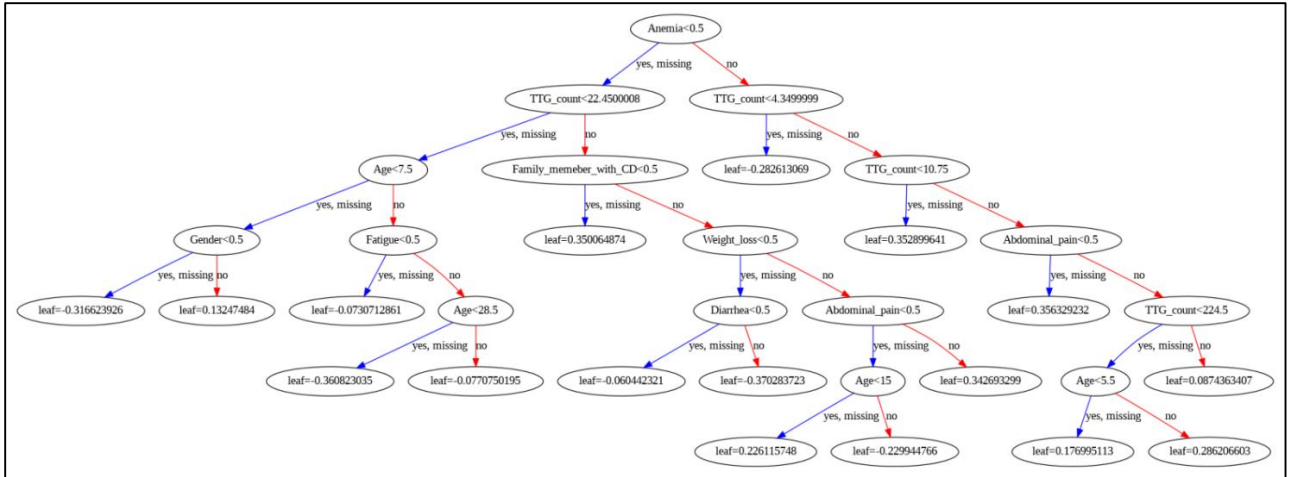 Anemia<0.5
yes, missing
no
TTG_count<22.4500008
TTG_count<4.3499999
yes, missing
no
yes, missing
no
Age<7.5
Family_memeber_with_CD<0.5
leaf=-0.282613069
TTG_count<10.75
yes, missing
no
yes, missing
no
yes, missing
no
Gender<0.5
Fatigue<0.5
leaf=0.350064874
Weight_loss<0.5
leaf=0.352899641
Abdominal_pain<0.5
yes, missing
no
yes, missing
no
yes, missing
no
yes, missing
no
leaf=-0.316623926
leaf=0.13247484
leaf=-0.0730712861
Age<28.5
Diarrhea<0.5
Abdominal_pain<0.5
leaf=0.356329232
TTG_count<224.5
yes, missing
no
yes, missing
no
yes, missing
no
yes, missing
no
leaf=-0.360823035
leaf=-0.0770750195
leaf=-0.060442321
leaf=-0.370283723
Age<15
leaf=0.342693299
Age<5.5
leaf=0.0874363407
yes, missing
no
yes, missing
no
leaf=0.226115748
leaf=-0.229944766
leaf=0.176995113
leaf=0.286206603